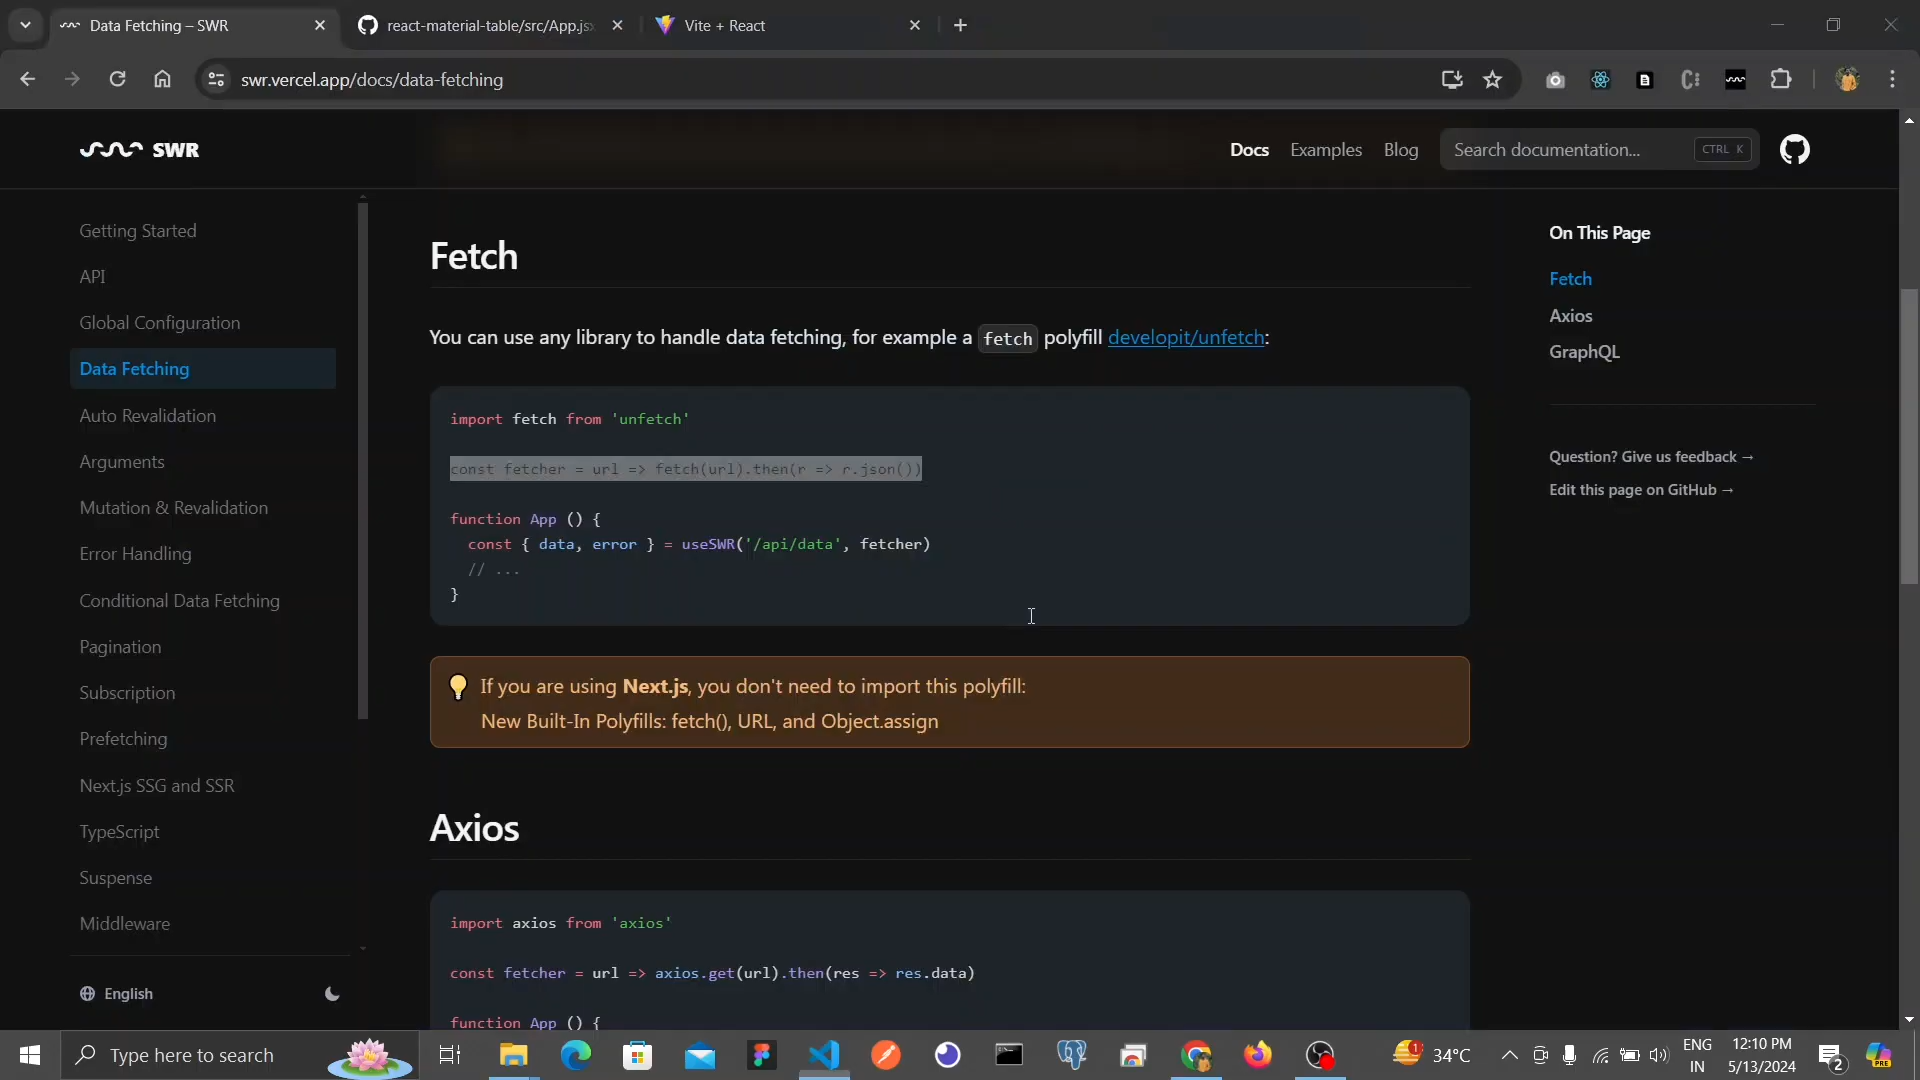 Data Fetching – SWR
react-material-table/src/App.jsx
Vite + React
swr.vercel.app/docs/data-fetching
SWR
Docs
Examples
Blog
Search documentation...
CTRL K
Getting Started
API
Global Configuration
Data Fetching
Auto Revalidation
Arguments
Mutation & Revalidation
Error Handling
Conditional Data Fetching
Pagination
Subscription
Prefetching
Next.js SSG and SSR
TypeScript
Suspense
Middleware
English
Fetch
You can use any library to handle data fetching, for example a fetch polyfill developit/unfetch:
import fetch from 'unfetch'
const fetcher = url => fetch(url).then(r => r.json())
function App () {
const { data, error } = useSWR('/api/data', fetcher)
// ...
}
If you are using Next.js, you don't need to import this polyfill:
New Built-In Polyfills: fetch(), URL, and Object.assign
Axios
import axios from 'axios'
const fetcher = url => axios.get(url).then(res => res.data)
function App () {
On This Page
Fetch
Axios
GraphQL
Question? Give us feedback →
Edit this page on GitHub →
Type here to search
1
34°C
ENG
IN
12:10 PM
5/13/2024
2
PRE